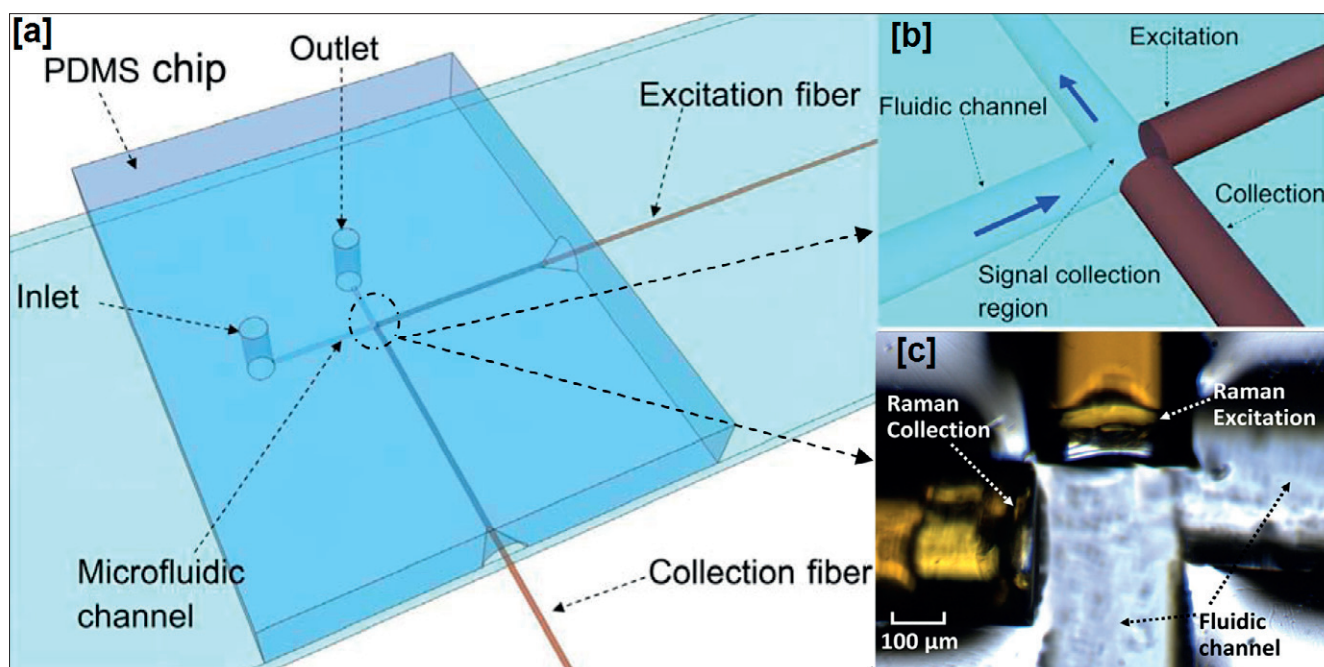 [a]
PDMS chip
Outlet
Excitation fiber
Inlet
Microfluidic
channel
Collection fiber
[b]
Excitation
Fluidic channel
Collection
Signal collection
region
[c]
Raman
Collection
Raman
Excitation
100 μm
Fluidic
channel